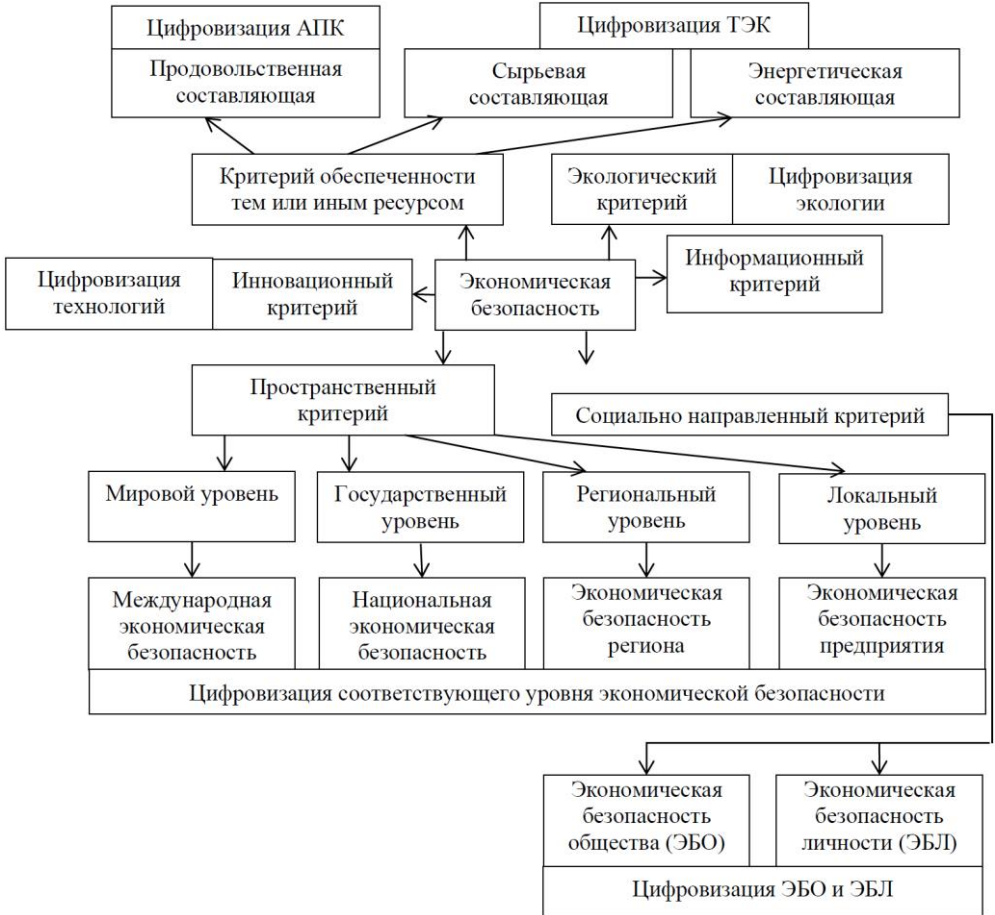 Цифровизация АПК
Цифровизация ТЭК
Продовольственная
составляющая
Сырьевая
составляющая
Энергетическая
составляющая
Критерий обеспеченности
тем или иным ресурсом
Экологический
критерий
Цифровизация
экологии
Цифровизация
технологий
Инновационный
критерий
Экономическая
безопасность
Информационный
критерий
Пространственный
критерий
Социально направленный критерий
Мировой уровень
Государственный
уровень
Региональный
уровень
Локальный
уровень
Международная
экономическая
безопасность
Национальная
экономическая
безопасность
Экономическая
безопасность
региона
Экономическая
безопасность
предприятия
Цифровизация соответствующего уровня экономической безопасности
Экономическая
безопасность
общества (ЭБО)
Экономическая
безопасность
личности (ЭБЛ)
Цифровизация ЭБО и ЭБЛ